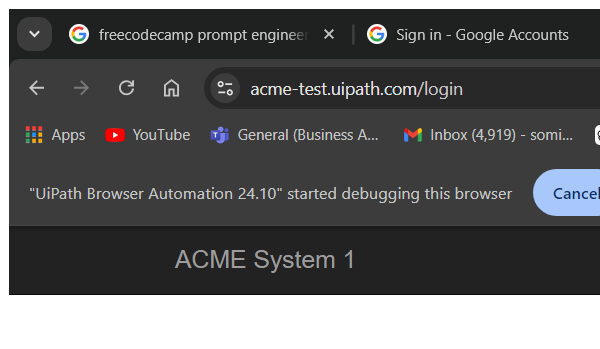 freecodecamp prompt enginee
Sign in - Google Accounts
acme-test.uipath.com/login
Apps
YouTube
General (Business A...
Inbox (4,919) - somi...
"UiPath Browser Automation 24.10" started debugging this browser
Cancel
ACME System 1